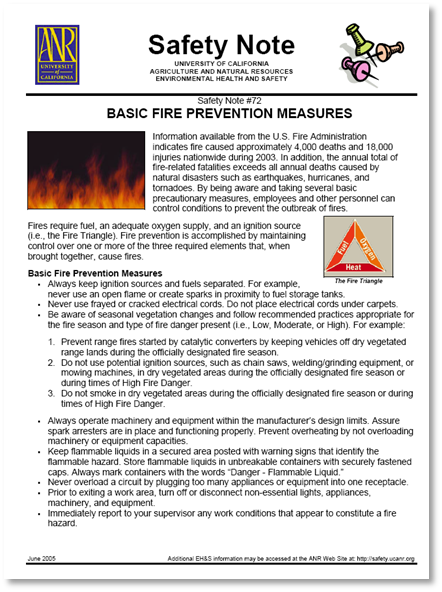 ANR
UNIVERSITY
of
CALIFORNIA
Safety Note
UNIVERSITY OF CALIFORNIA
AGRICULTURE AND NATURAL RESOURCES
ENVIRONMENTAL HEALTH AND SAFETY
Safety Note #72
BASIC FIRE PREVENTION MEASURES
Information available from the U.S. Fire Administration
indicates fire caused approximately 4,000 deaths and 18,000
injuries nationwide during 2003. In addition, the annual total of
fire-related fatalities exceeds all annual deaths caused by
natural disasters such as earthquakes, hurricanes, and
tornadoes. By being aware and taking several basic
precautionary measures, employees and other personnel can
control conditions to prevent the outbreak of fires.
Fires require fuel, an adequate oxygen supply, and an ignition source
(i.e., the Fire Triangle). Fire prevention is accomplished by maintaining
control over one or more of the three required elements that, when
brought together, cause fires.
Fuel
Oxygen
Heat
The Fire Triangle
Basic Fire Prevention Measures
• Always keep ignition sources and fuels separated. For example,
never use an open flame or create sparks in proximity to fuel storage tanks.
• Never use frayed or cracked electrical cords. Do not place electrical cords under carpets.
• Be aware of seasonal vegetation changes and follow recommended practices appropriate for
the fire season and type of fire danger present (i.e., Low, Moderate, or High). For example:
1. Prevent range fires started by catalytic converters by keeping vehicles off dry vegetated
range lands during the officially designated fire season.
2. Do not use potential ignition sources, such as chain saws, welding/grinding equipment, or
mowing machines, in dry vegetated areas during the officially designated fire season or
during times of High Fire Danger.
3. Do not smoke in dry vegetated areas during the officially designated fire season or during
times of High Fire Danger.
• Always operate machinery and equipment within the manufacturer's design limits. Assure
spark arresters are in place and functioning properly. Prevent overheating by not overloading
machinery or equipment capacities.
• Keep flammable liquids in a secured area posted with warning signs that identify the
flammable hazard. Store flammable liquids in unbreakable containers with securely fastened
caps. Always mark containers with the words "Danger - Flammable Liquid."
• Never overload a circuit by plugging too many appliances or equipment into one receptacle.
• Prior to exiting a work area, turn off or disconnect non-essential lights, appliances,
machinery, and equipment.
• Immediately report to your supervisor any work conditions that appear to constitute a fire
hazard.
June 2005
Additional EH&S information may be accessed at the ANR Web Site at: http://safety.ucanr.org